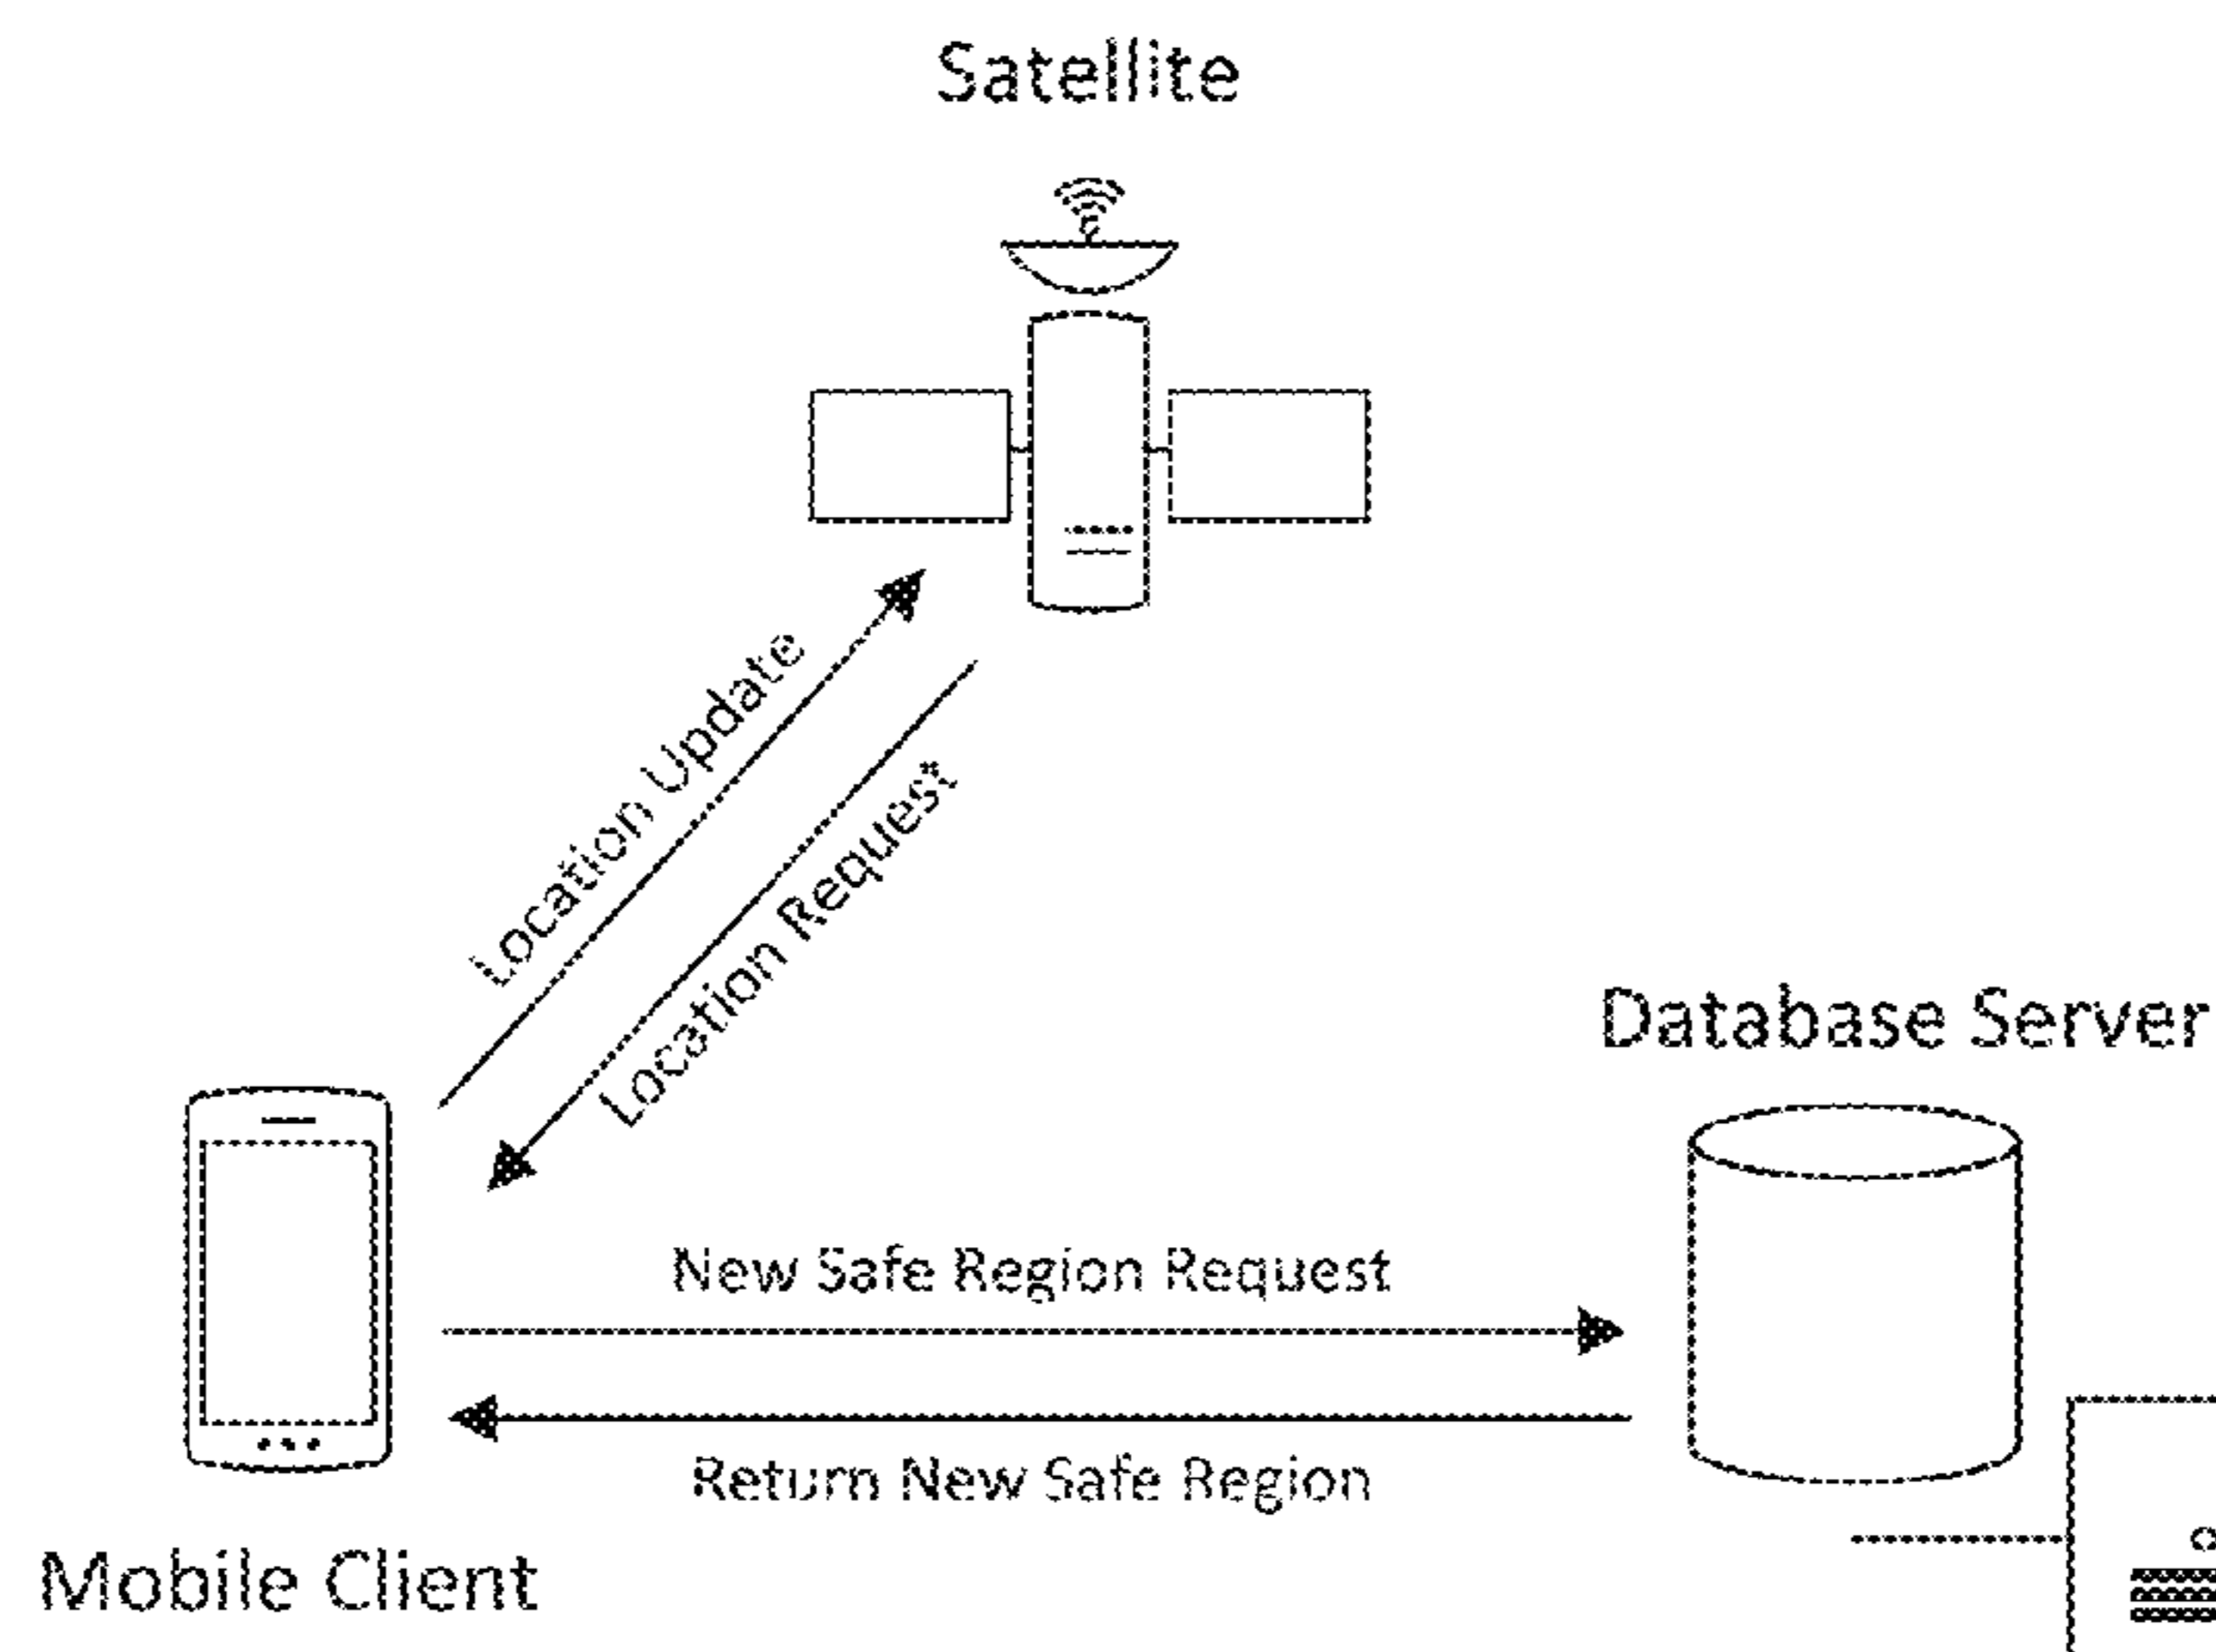 Satellite
Location Update
Location Request
Database Server
New Safe Region Request
Return New Safe Region
Mobile Client